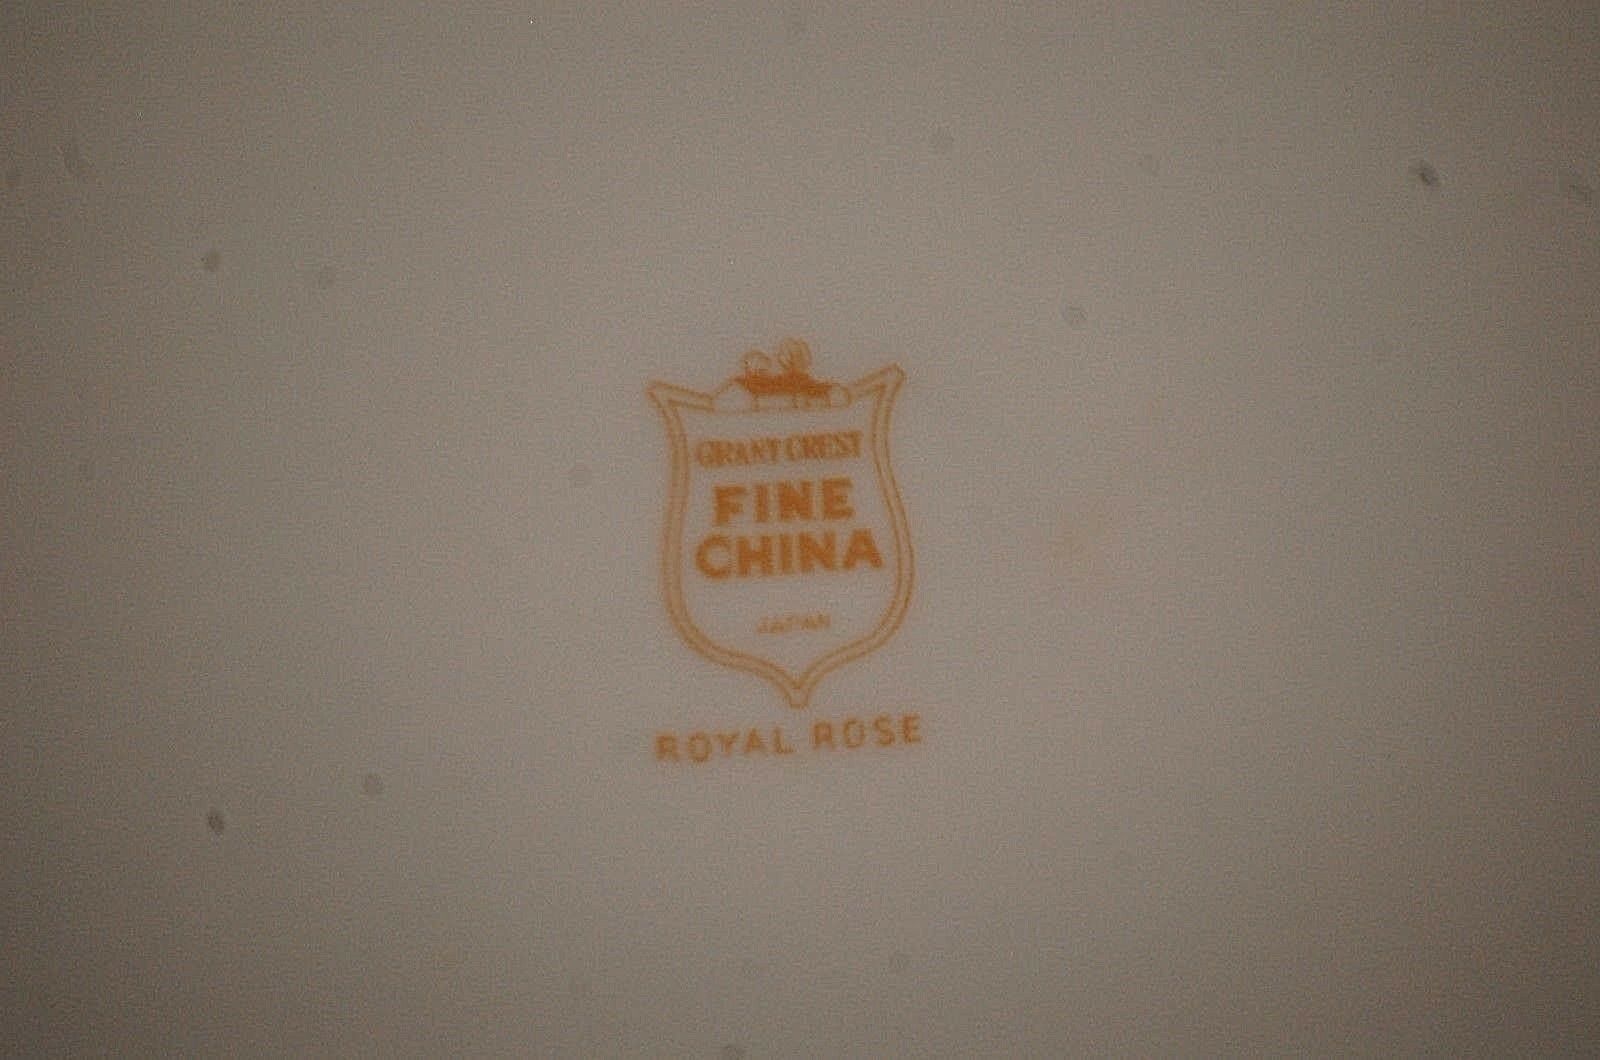 GRANT CREST
FINE
CHINA
JAPAN
ROYAL ROSE